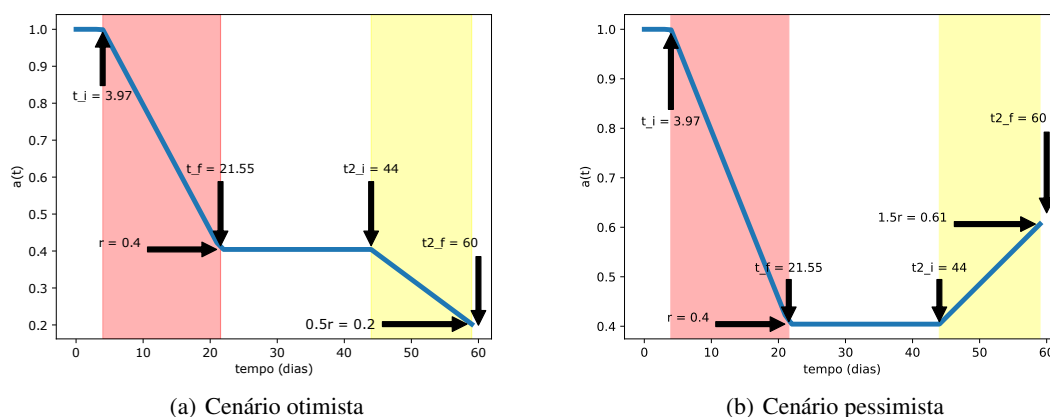 1.0
0.9
0.8
0.7
0.6
0.5
0.4
0.3
0.2
a(t)
t_i = 3.97
t_f = 21.55
t2_i = 44
r = 0.4
t2_f = 60
0.5r = 0.2
0
10
20
30
40
50
60
tempo (dias)
(a) Cenário otimista
1.0
0.9
0.8
0.7
0.6
0.5
0.4
a(t)
t_i = 3.97
t2_f = 60
1.5r = 0.61
t_f = 21.55
t2_i = 44
r = 0.4
0
10
20
30
40
50
60
tempo (dias)
(b) Cenário pessimista